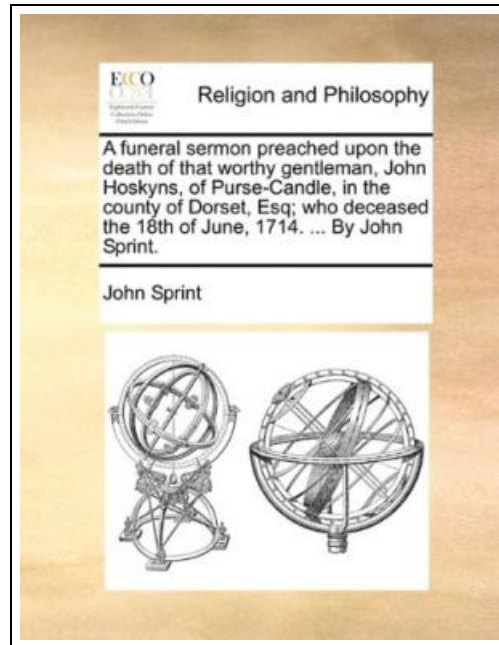 ECCO
Religion and Philosophy
A funeral sermon preached upon the
death of that worthy gentleman, John
Hoskyns, of Purse-Candle, in the
county of Dorset, Esq; who deceased
the 18th of June, 1714. ... By John
Sprint.
John Sprint